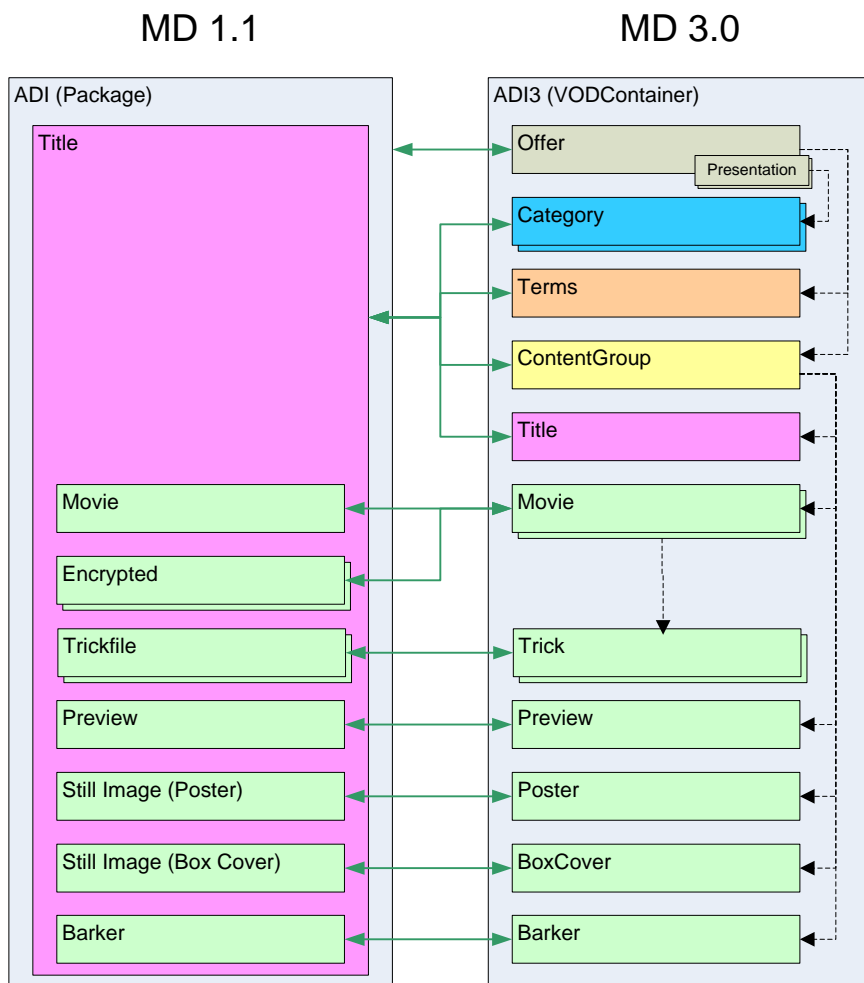 MD 1.1
MD 3.0
ADI (Package)
Title
Movie
Encrypted
Trickfile
Preview
Still Image (Poster)
Still Image (Box Cover)
Barker
ADI3 (VODContainer)
Offer
Presentation
Category
Terms
ContentGroup
Title
Movie
Trick
Preview
Poster
BoxCover
Barker